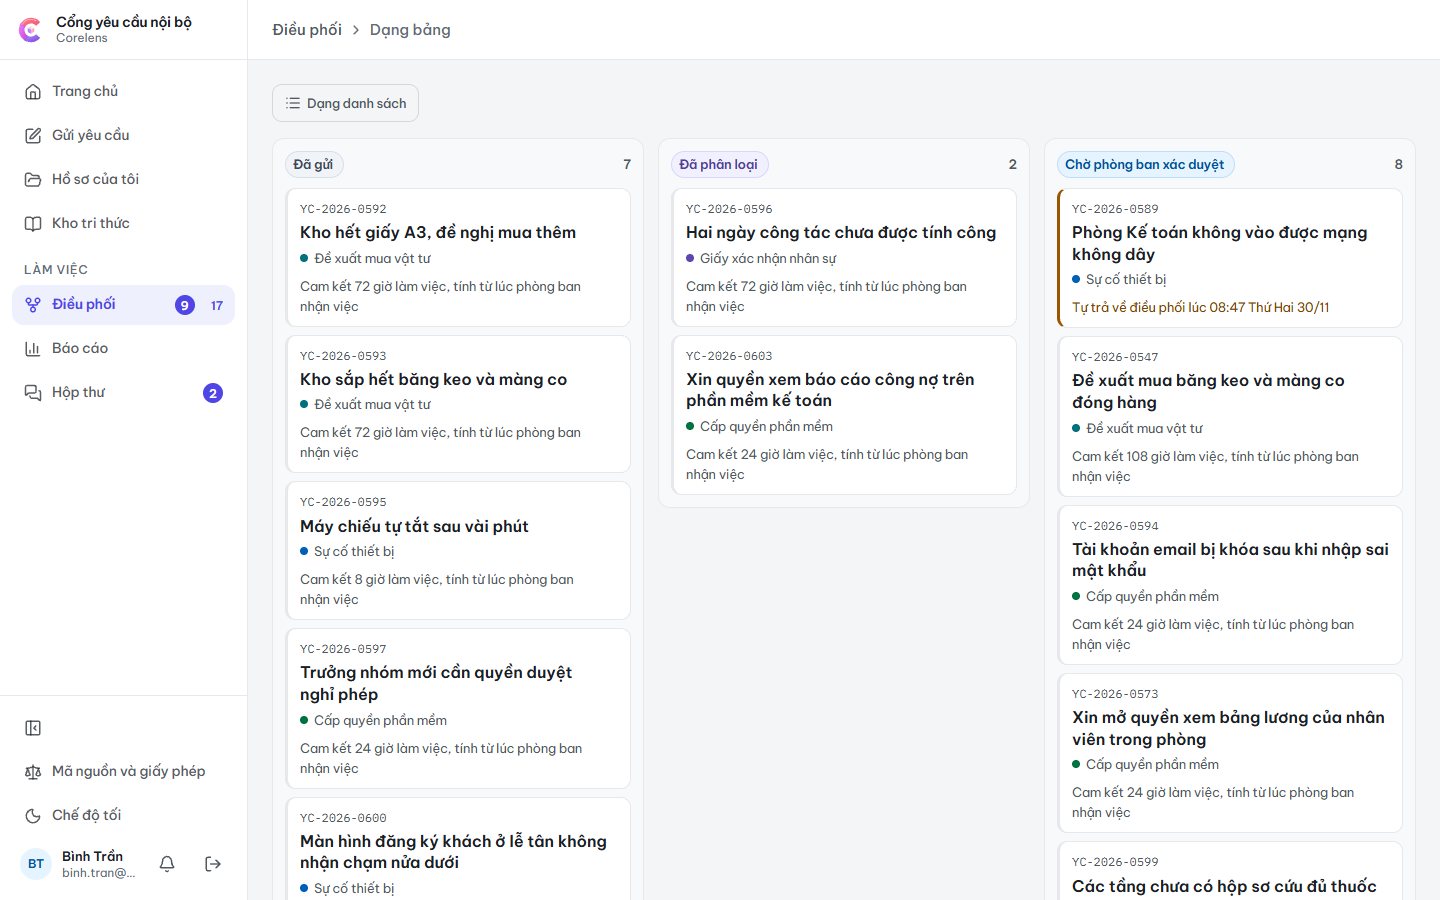 Cổng yêu cầu nội bộ
Corelens
Trang chủ
Gửi yêu cầu
Hồ sơ của tôi
Kho tri thức
LÀM VIỆC
Điều phối 9 17
Báo cáo
Hộp thư 2
Mã nguồn và giấy phép
Chế độ tối
BT
Bình Trần
binh.tran@...
Điều phối > Dạng bảng
Dạng danh sách
Đã gửi 7
YC-2026-0592
Kho hết giấy A3, đề nghị mua thêm
Đề xuất mua vật tư
Cam kết 72 giờ làm việc, tính từ lúc phòng ban
nhận việc
YC-2026-0593
Kho sắp hết băng keo và màng co
Đề xuất mua vật tư
Cam kết 72 giờ làm việc, tính từ lúc phòng ban
nhận việc
YC-2026-0595
Máy chiếu tự tắt sau vài phút
Sự cố thiết bị
Cam kết 8 giờ làm việc, tính từ lúc phòng ban
nhận việc
YC-2026-0597
Trưởng nhóm mới cần quyền duyệt
nghỉ phép
Cấp quyền phần mềm
Cam kết 24 giờ làm việc, tính từ lúc phòng ban
nhận việc
YC-2026-0600
Màn hình đăng ký khách ở lễ tân không
nhận chạm nửa dưới
Sự cố thiết bị
Đã phân loại 2
YC-2026-0596
Hai ngày công tác chưa được tính công
Giấy xác nhận nhân sự
Cam kết 72 giờ làm việc, tính từ lúc phòng ban
nhận việc
YC-2026-0603
Xin quyền xem báo cáo công nợ trên
phần mềm kế toán
Cấp quyền phần mềm
Cam kết 24 giờ làm việc, tính từ lúc phòng ban
nhận việc
Chờ phòng ban xác duyệt 8
YC-2026-0589
Phòng Kế toán không vào được mạng
không dây
Sự cố thiết bị
Tự trả về điều phối lúc 08:47 Thứ Hai 30/11
YC-2026-0547
Đề xuất mua băng keo và màng co
đóng hàng
Đề xuất mua vật tư
Cam kết 108 giờ làm việc, tính từ lúc phòng ban
nhận việc
YC-2026-0594
Tài khoản email bị khóa sau khi nhập sai
mật khẩu
Cấp quyền phần mềm
Cam kết 24 giờ làm việc, tính từ lúc phòng ban
nhận việc
YC-2026-0573
Xin mở quyền xem bảng lương của nhân
viên trong phòng
Cấp quyền phần mềm
Cam kết 24 giờ làm việc, tính từ lúc phòng ban
nhận việc
YC-2026-0599
Các tầng chưa có hộp sơ cứu đủ thuốc